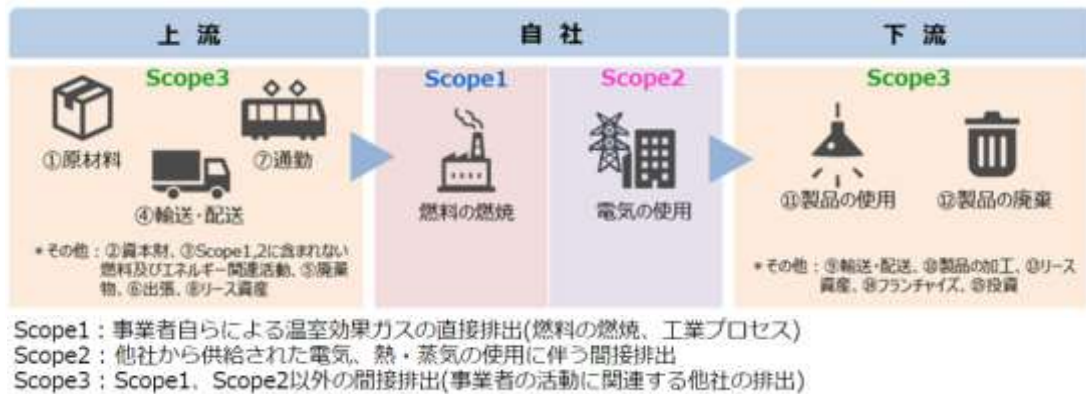 上 流
自 社
下 流
Scope3
Scope1
Scope2
Scope3
①原材料
⑦通勤
④輸送・配送
*その他：②資本財、③Scope1,2に含まれない
燃料及びエネルギー関連活動、⑤廃棄
物、⑥出張、⑧リース資産
燃料の燃焼
電気の使用
⑪製品の使用
⑫製品の廃棄
*その他：⑨輸送・配送、⑩製品の加工、⑬リース
資産、⑭フランチャイズ、⑮投資
Scope1：事業者自らによる温室効果ガスの直接排出(燃料の燃焼、工業プロセス)
Scope2：他社から供給された電気、熱・蒸気の使用に伴う間接排出
Scope3：Scope1、Scope2以外の間接排出(事業者の活動に関連する他社の排出)